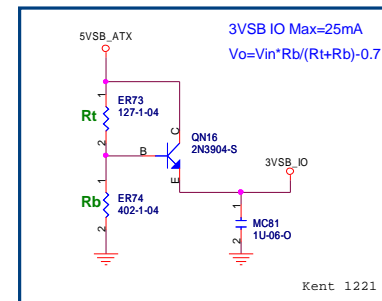 5VSB_ATX
3VSB IO Max=25mA
Vo=Vin*Rb/(Rt+Rb)-0.7
1
Rt
ER73
127-1-04
2
C
B
QN16
2N3904-S
E
3VSB_IO
1
Rb
ER74
402-1-04
2
1
MC81
1U-06-O
2
Kent 1221